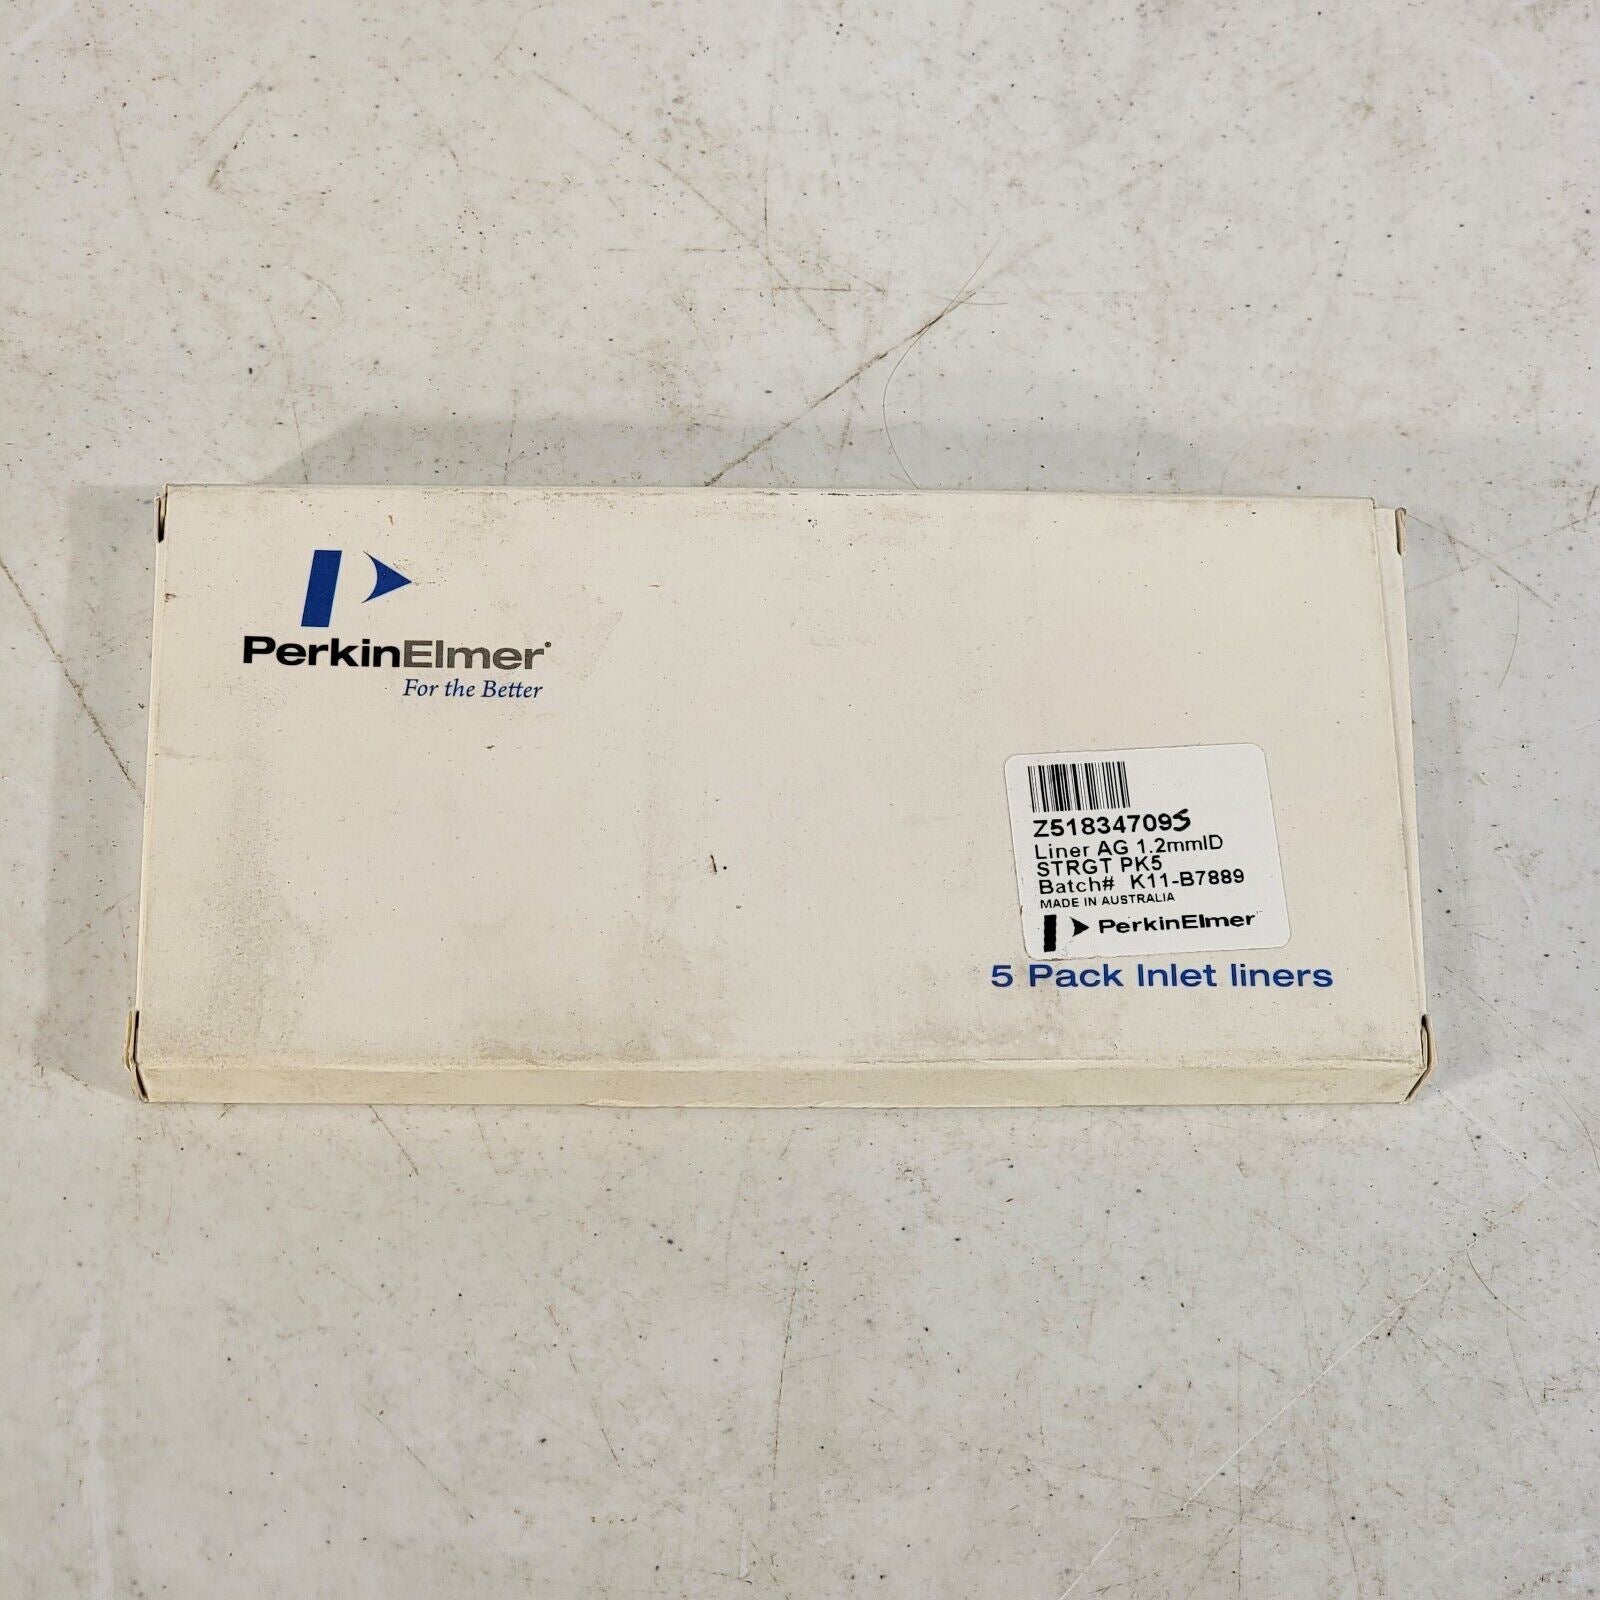 PerkinElmer®
For the Better
Z518347095
Liner AG 1.2mmID
STRGT PK5
Batch# K11-B7889
MADE IN AUSTRALIA
PerkinElmer
5 Pack Inlet liners